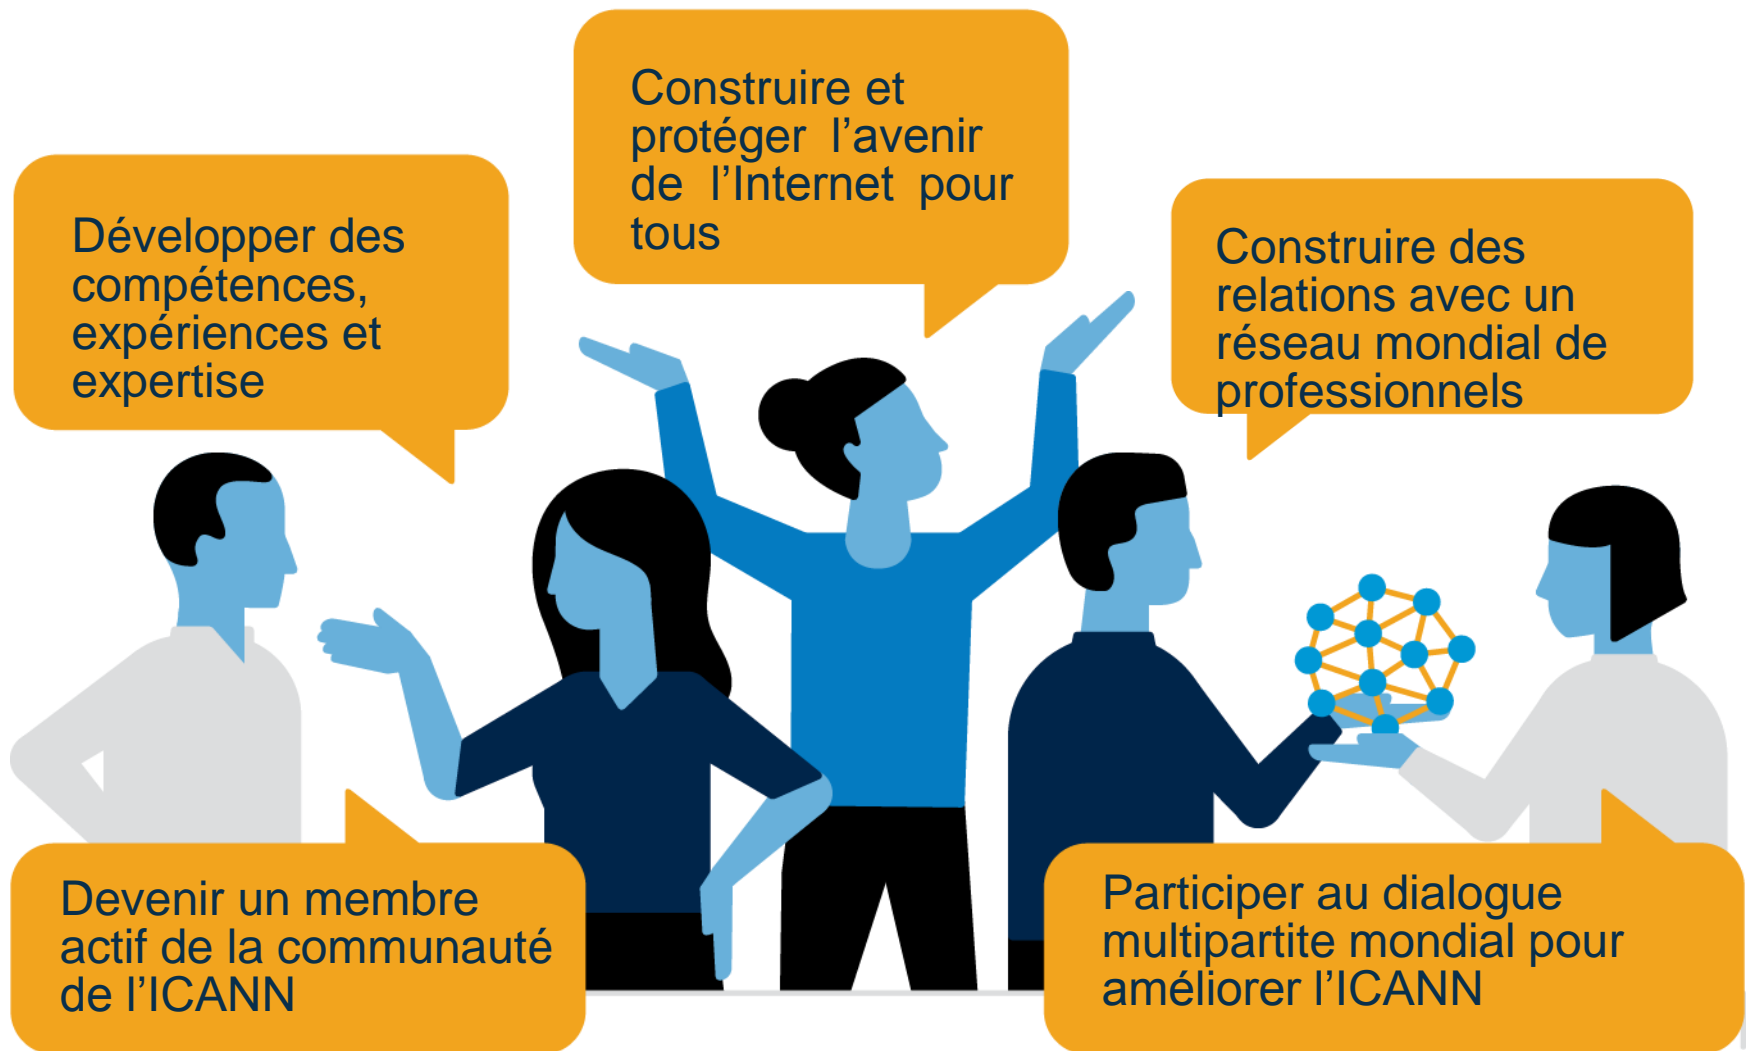 Construire et
protéger l’avenir
de l’Internet pour
tous
Développer des
compétences,
expériences et
expertise
Construire des
relations avec un
réseau mondial de
professionnels
Devenir un membre
actif de la communauté
de l’ICANN
Participer au dialogue
multipartite mondial pour
améliorer l’ICANN